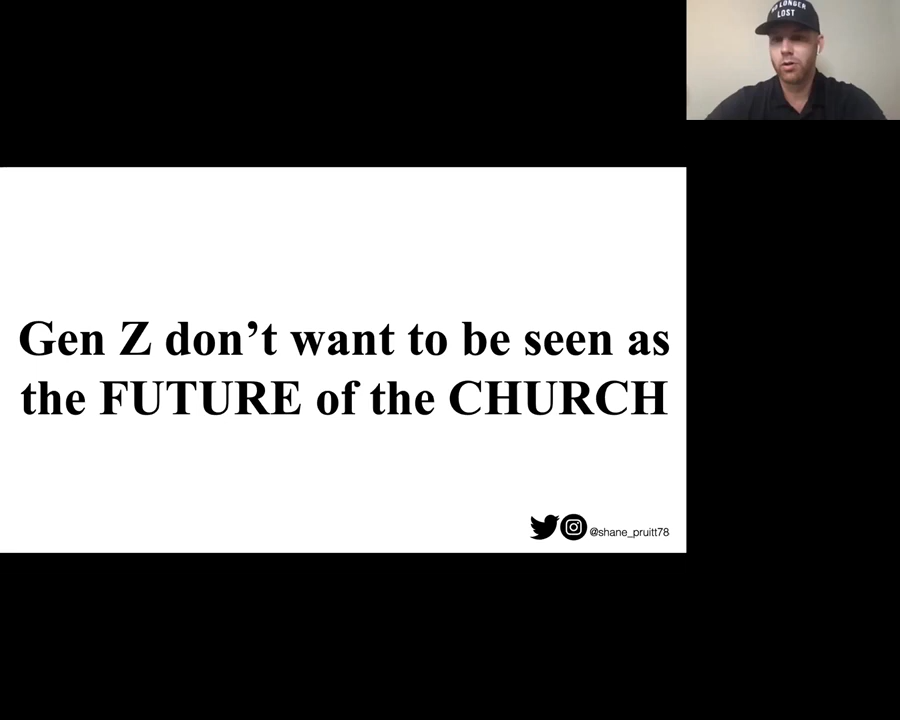 LONGER
LOST
Gen Z don’t want to be seen as
the FUTURE of the CHURCH
@shane_pruitt78